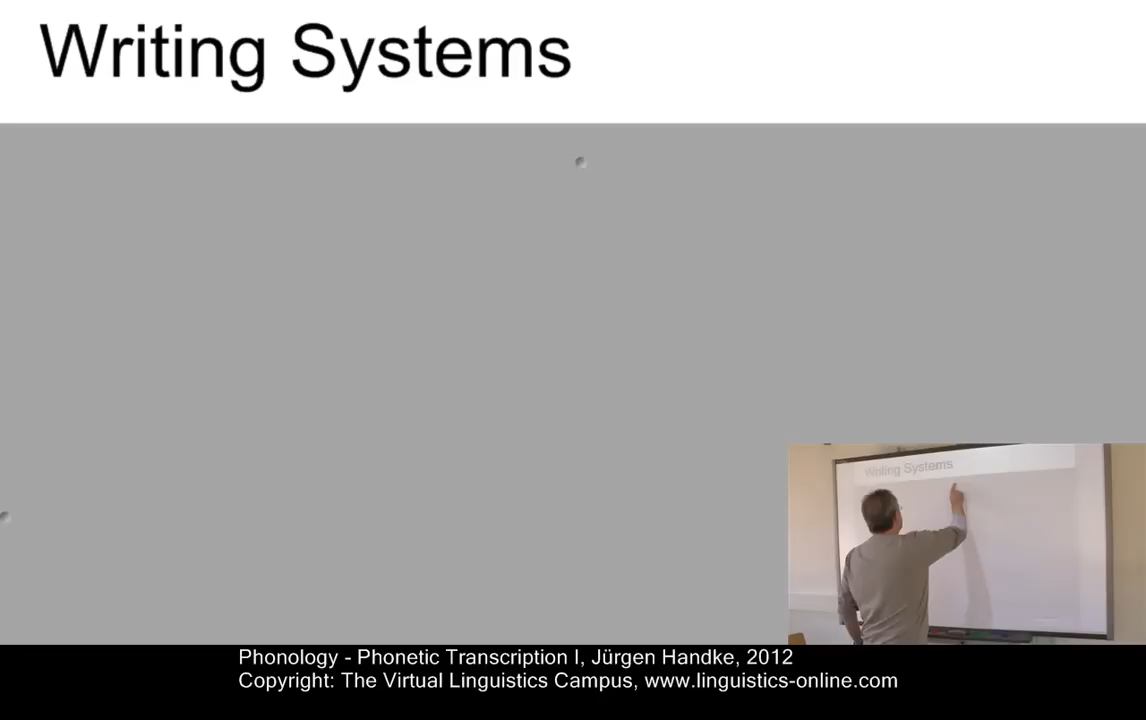 Writing Systems
Writing Systems
Phonology - Phonetic Transcription I, Jürgen Handke, 2012
Copyright: The Virtual Linguistics Campus, www.linguistics-online.com